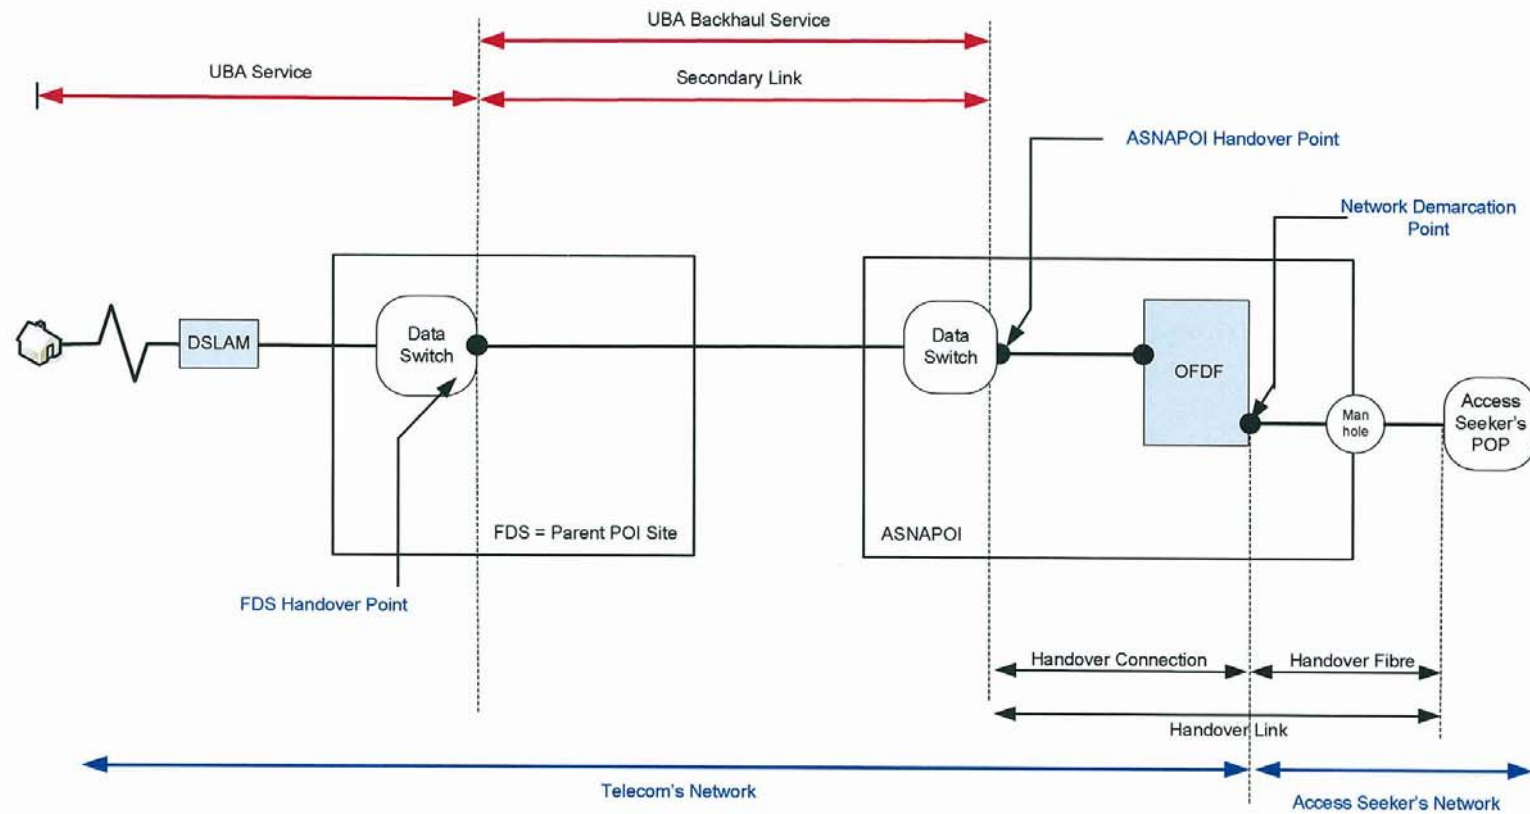 UBA Backhaul Service
UBA Service
Secondary Link
ASNAPOI Handover Point
Network Demarcation
Point
DSLAM
Data
Switch
Data
Switch
OFDF
Man
hole
Access
Seeker's
POP
FDS = Parent POI Site
ASNAPOI
FDS Handover Point
Handover Connection
Handover Fibre
Handover Link
Telecom's Network
Access Seeker's Network